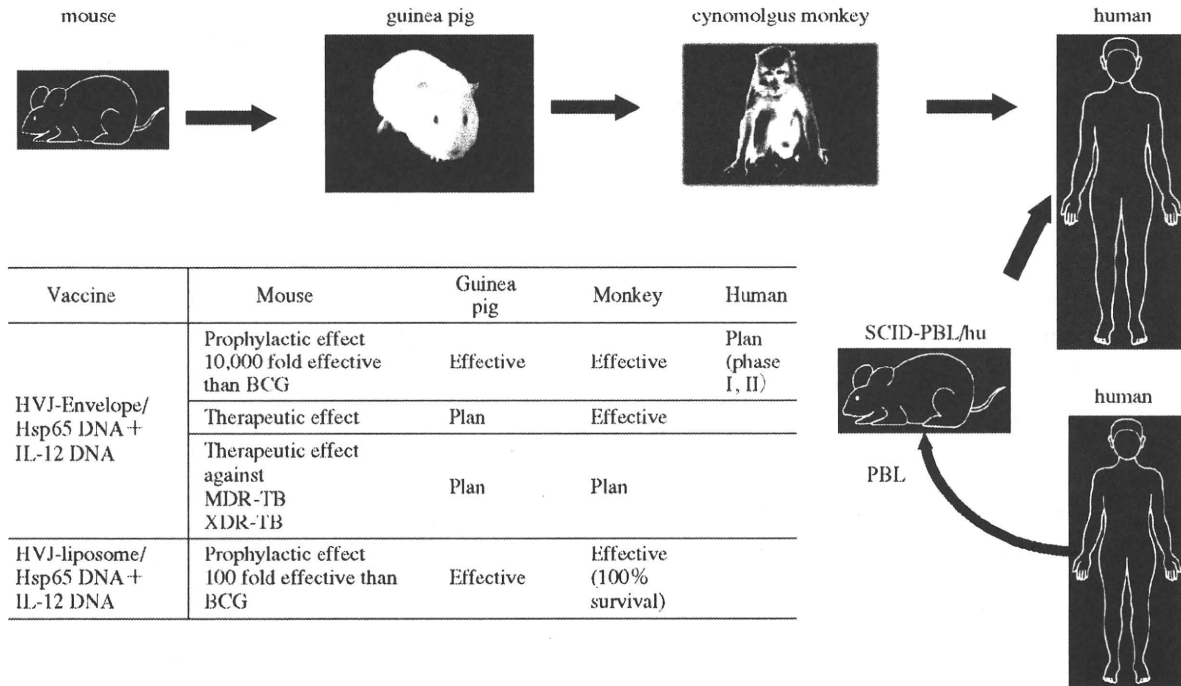 mouse
guinea pig
cynomolgus monkey
human
Vaccine
Mouse
Guinea
pig
Monkey
Human
HVJ-Envelope/
Hsp65 DNA+
IL-12 DNA
Prophylactic effect
10,000 fold effective
than BCG
Effective
Effective
Plan
(phase
I, II)
Therapeutic effect
Plan
Effective
Therapeutic effect
against
MDR-TB
XDR-TB
Plan
Plan
HVJ-liposome/
Hsp65 DNA+
IL-12 DNA
Prophylactic effect
100 fold effective than
BCG
Effective
Effective
(100%
survival)
SCID-PBL/hu
PBL
human